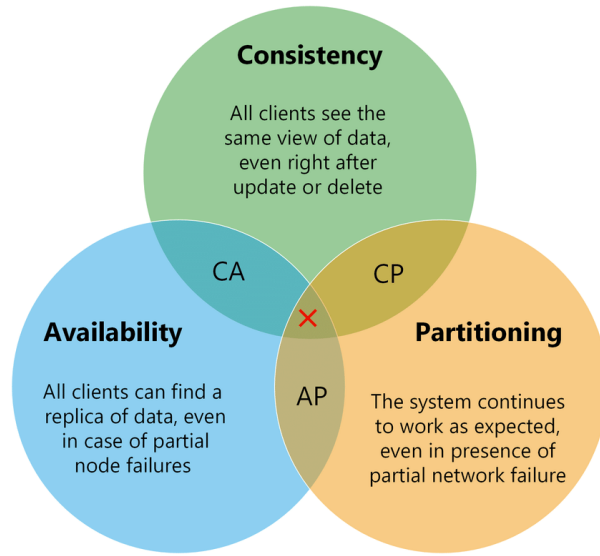 Consistency
All clients see the
same view of data,
even right after
update or delete
CA
CP
Availability
All clients can find a
replica of data, even
in case of partial
node failures
AP
Partitioning
The system continues
to work as expected,
even in presence of
partial network failure